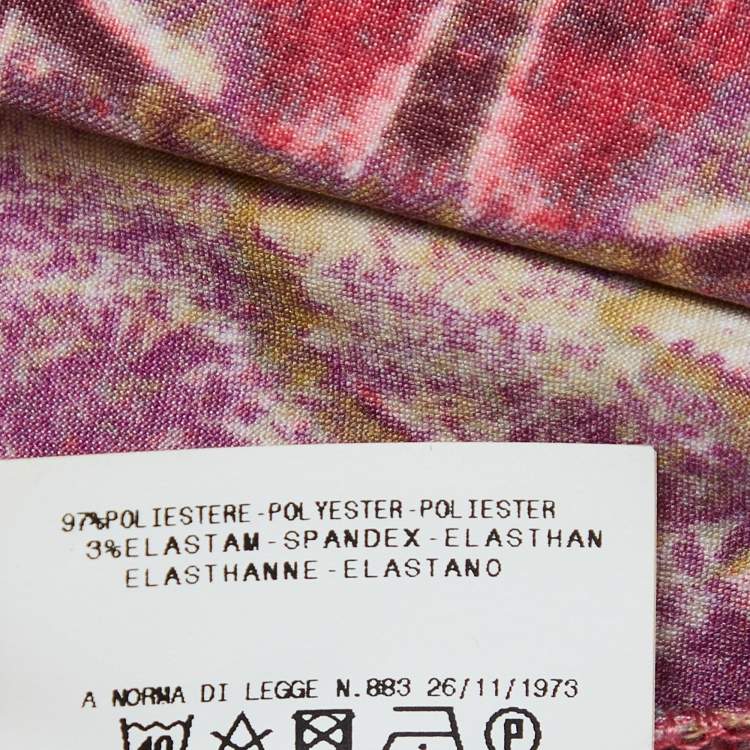 97%POLIESTERE-POLYESTER-POLIESTER
3%ELASTAM-SPANDEX-ELASTHAN
ELASTHANNE-ELASTANO
A NORMA DI LEGGE N.883 26/11/1973
40 P